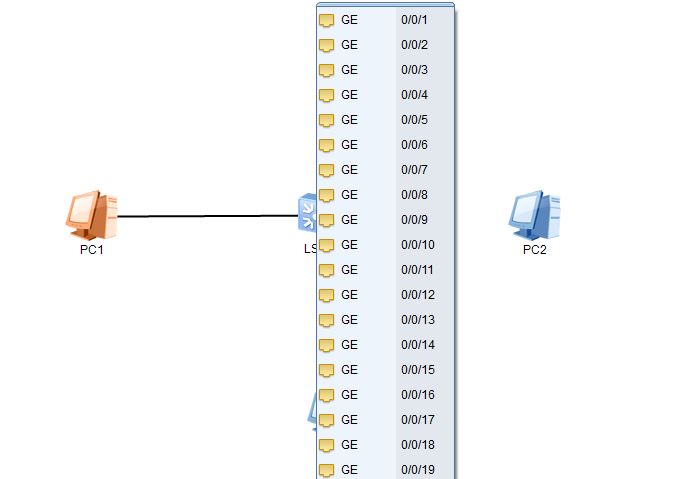 GE 0/0/1
GE 0/0/2
GE 0/0/3
GE 0/0/4
GE 0/0/5
GE 0/0/6
GE 0/0/7
GE 0/0/8
GE 0/0/9
GE 0/0/10
GE 0/0/11
GE 0/0/12
GE 0/0/13
GE 0/0/14
GE 0/0/15
GE 0/0/16
GE 0/0/17
GE 0/0/18
GE 0/0/19
PC1
LS
PC2